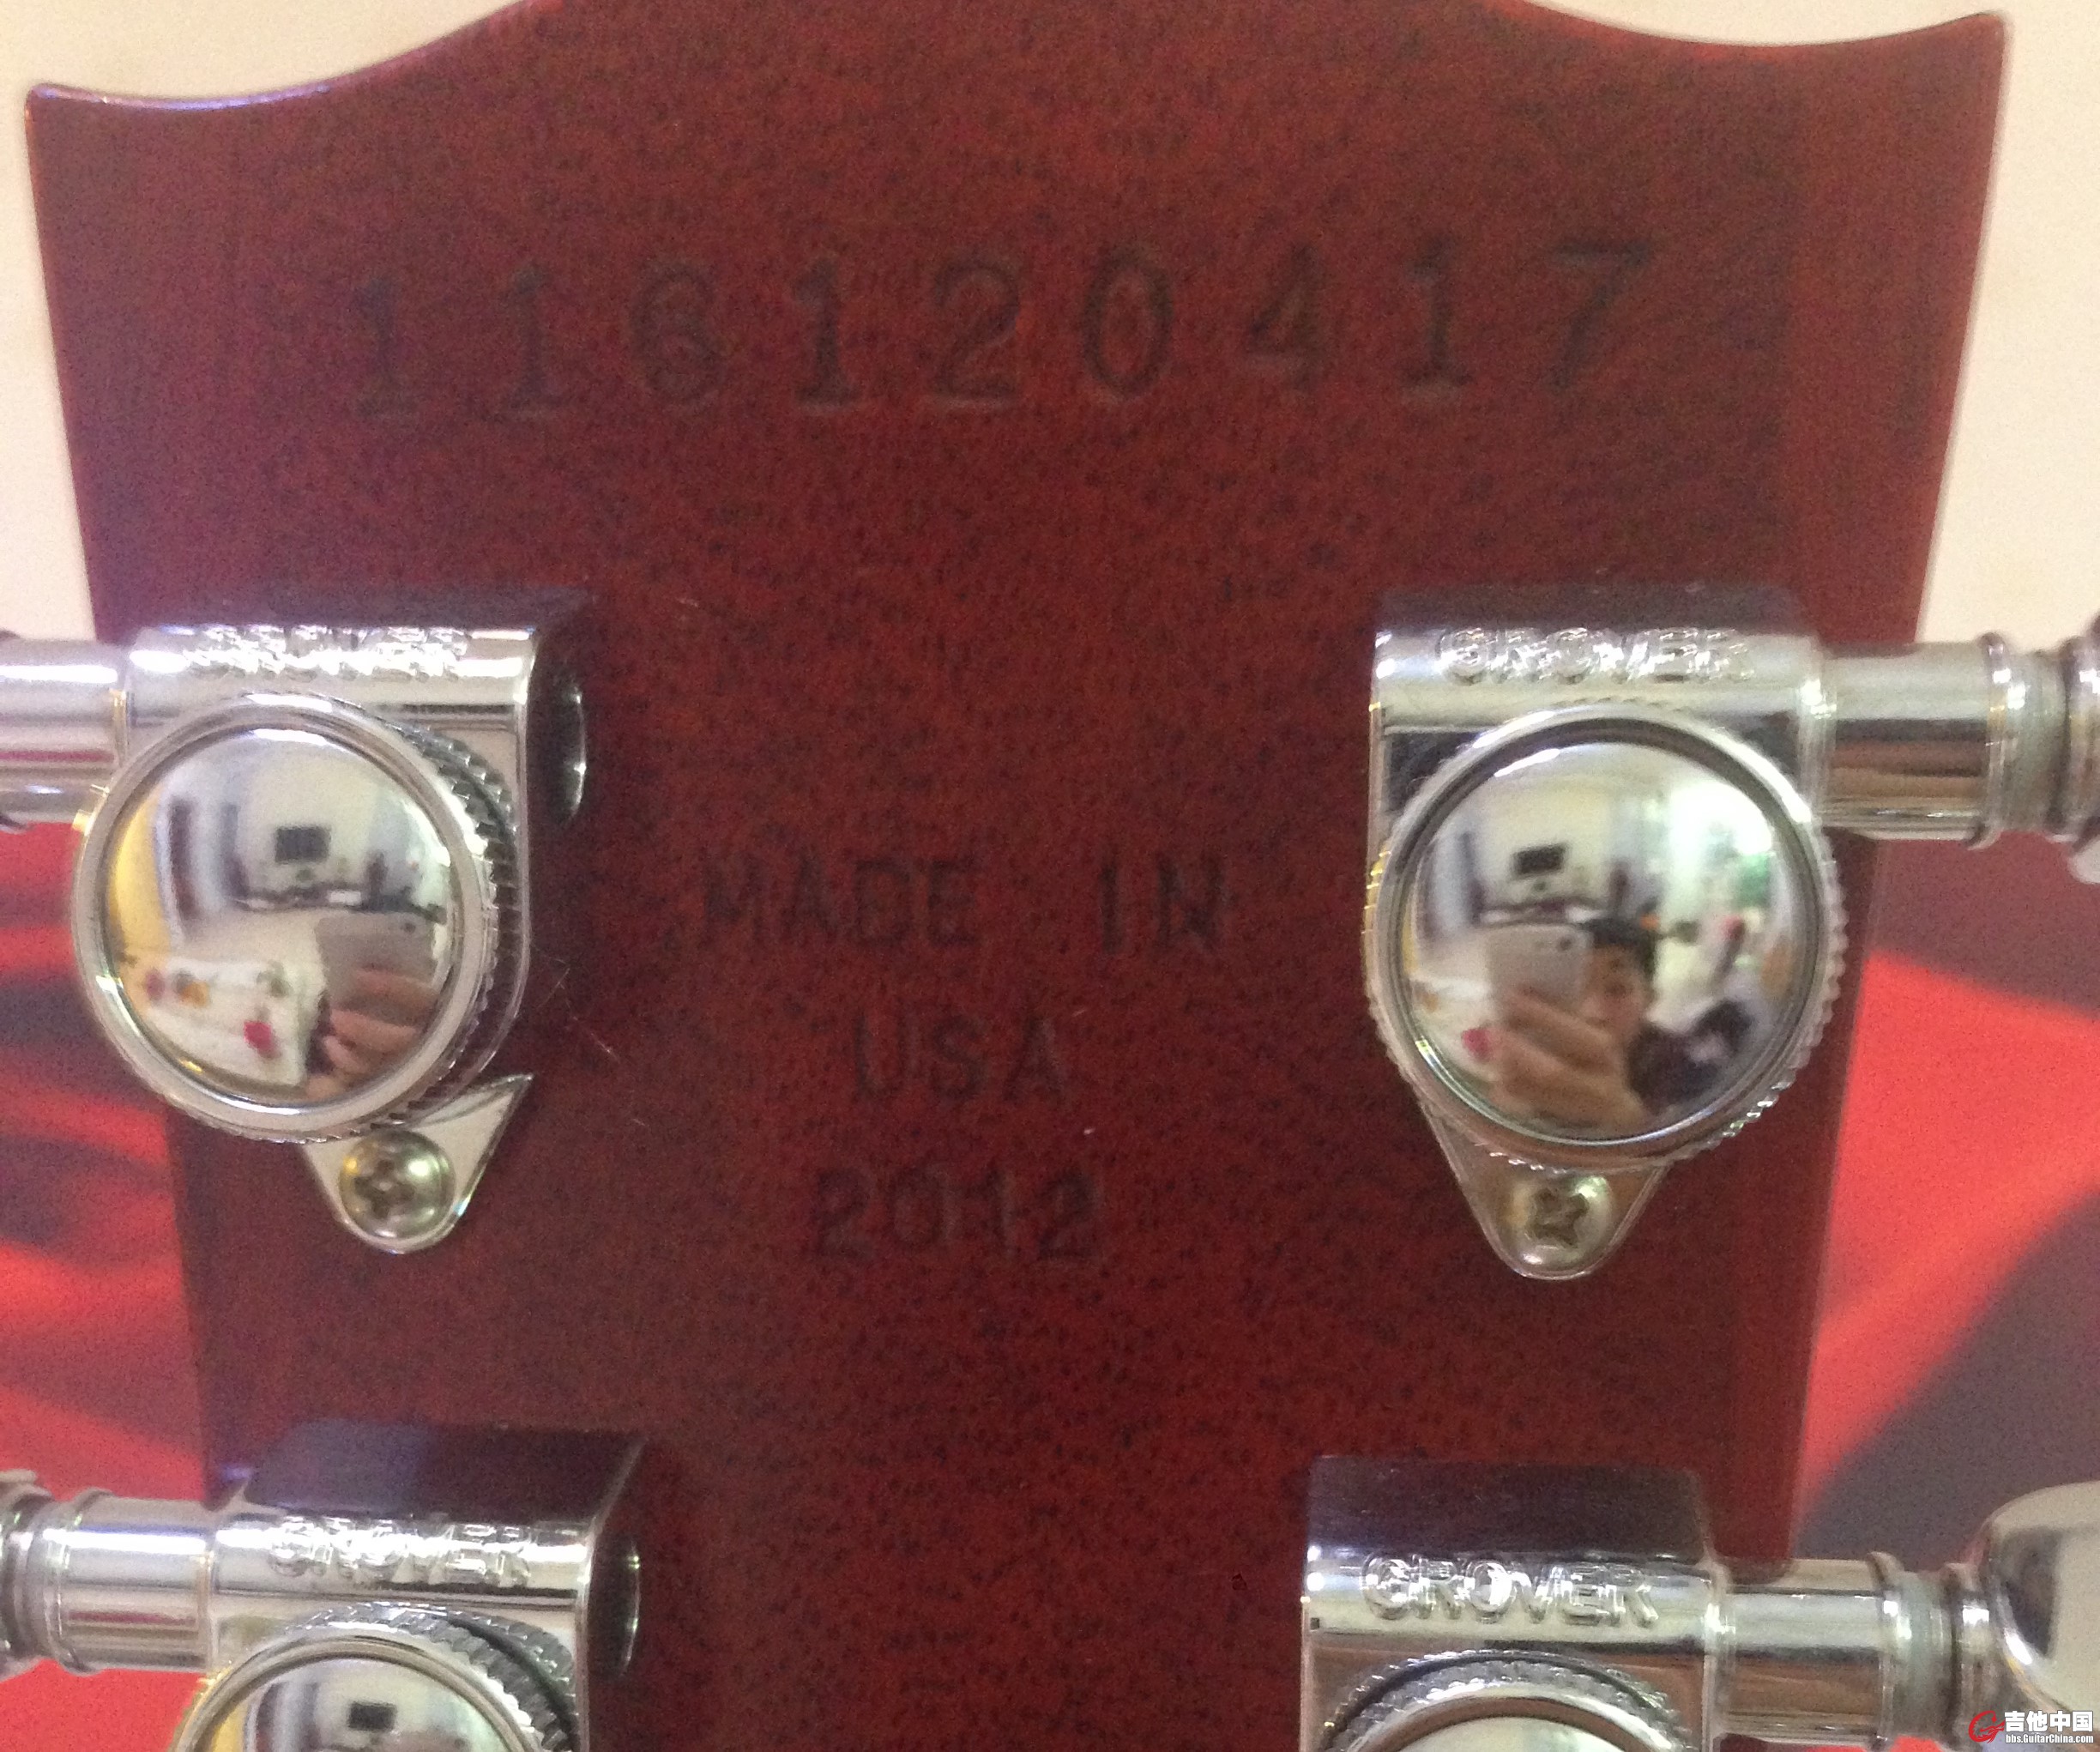 116120417
GROVER
GROVER
MADE IN
USA
2012
GROVER
GROVER
吉他中国
bbs.GuitarChina.com